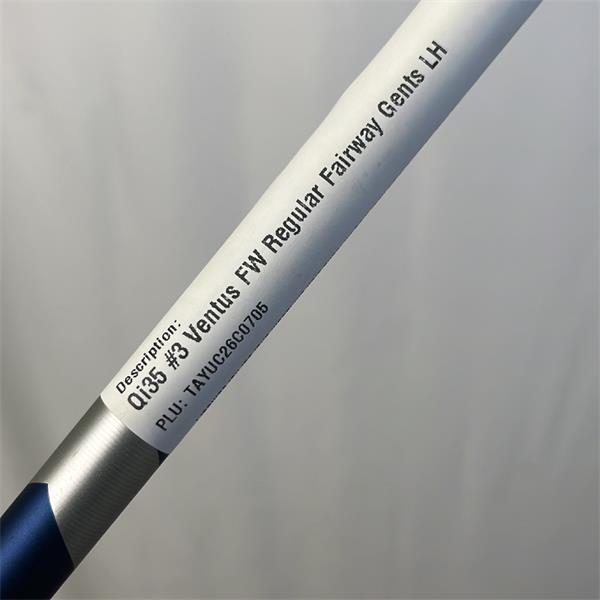 Description:
Qi35 #3 Ventus FW Regular Fairway Gents LH
PLU: TAYUC26C0705